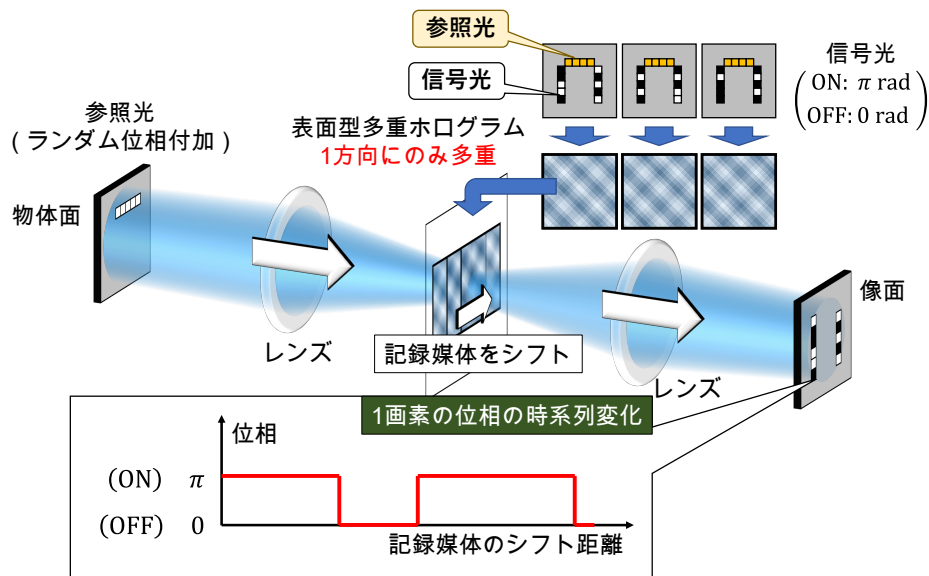 参照光
信号光
信号光
ON: π rad
OFF: 0 rad
参照光
(ランダム位相付加)
表面型多重ホログラム
1方向にのみ多重
物体面
像面
レンズ
記録媒体をシフト
レンズ
1画素の位相の時系列変化
位相
(ON) π
(OFF) 0
記録媒体のシフト距離